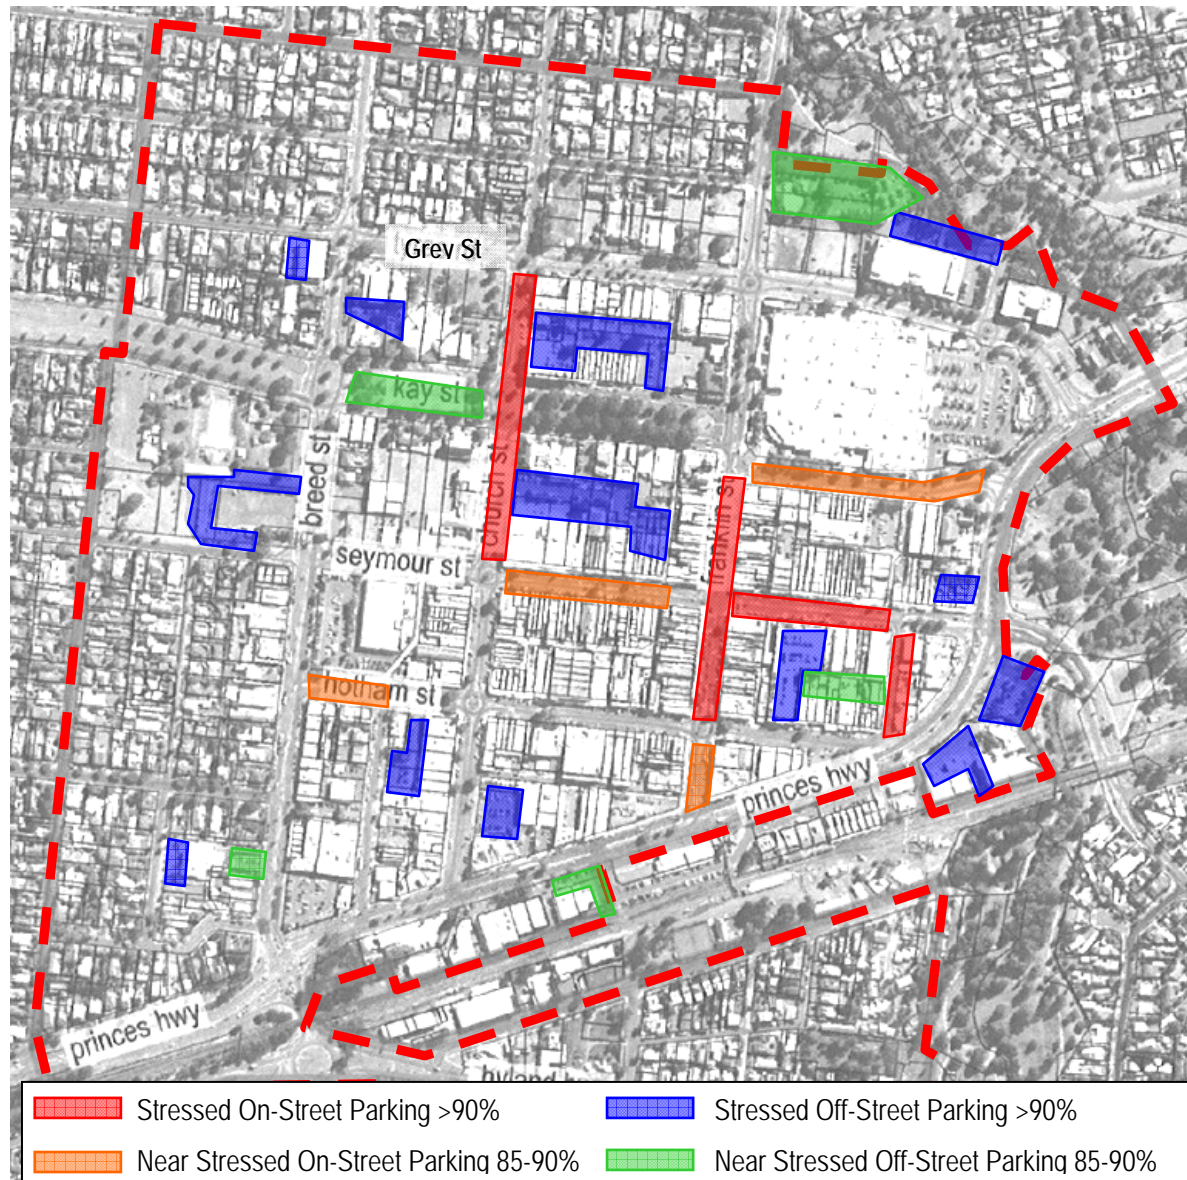 Grey St
kay st
breed st
church st
franklin st
seymour st
hotham st
princes hwy
princes hwy
Stressed On-Street Parking >90%
Stressed Off-Street Parking >90%
Near Stressed On-Street Parking 85-90%
Near Stressed Off-Street Parking 85-90%